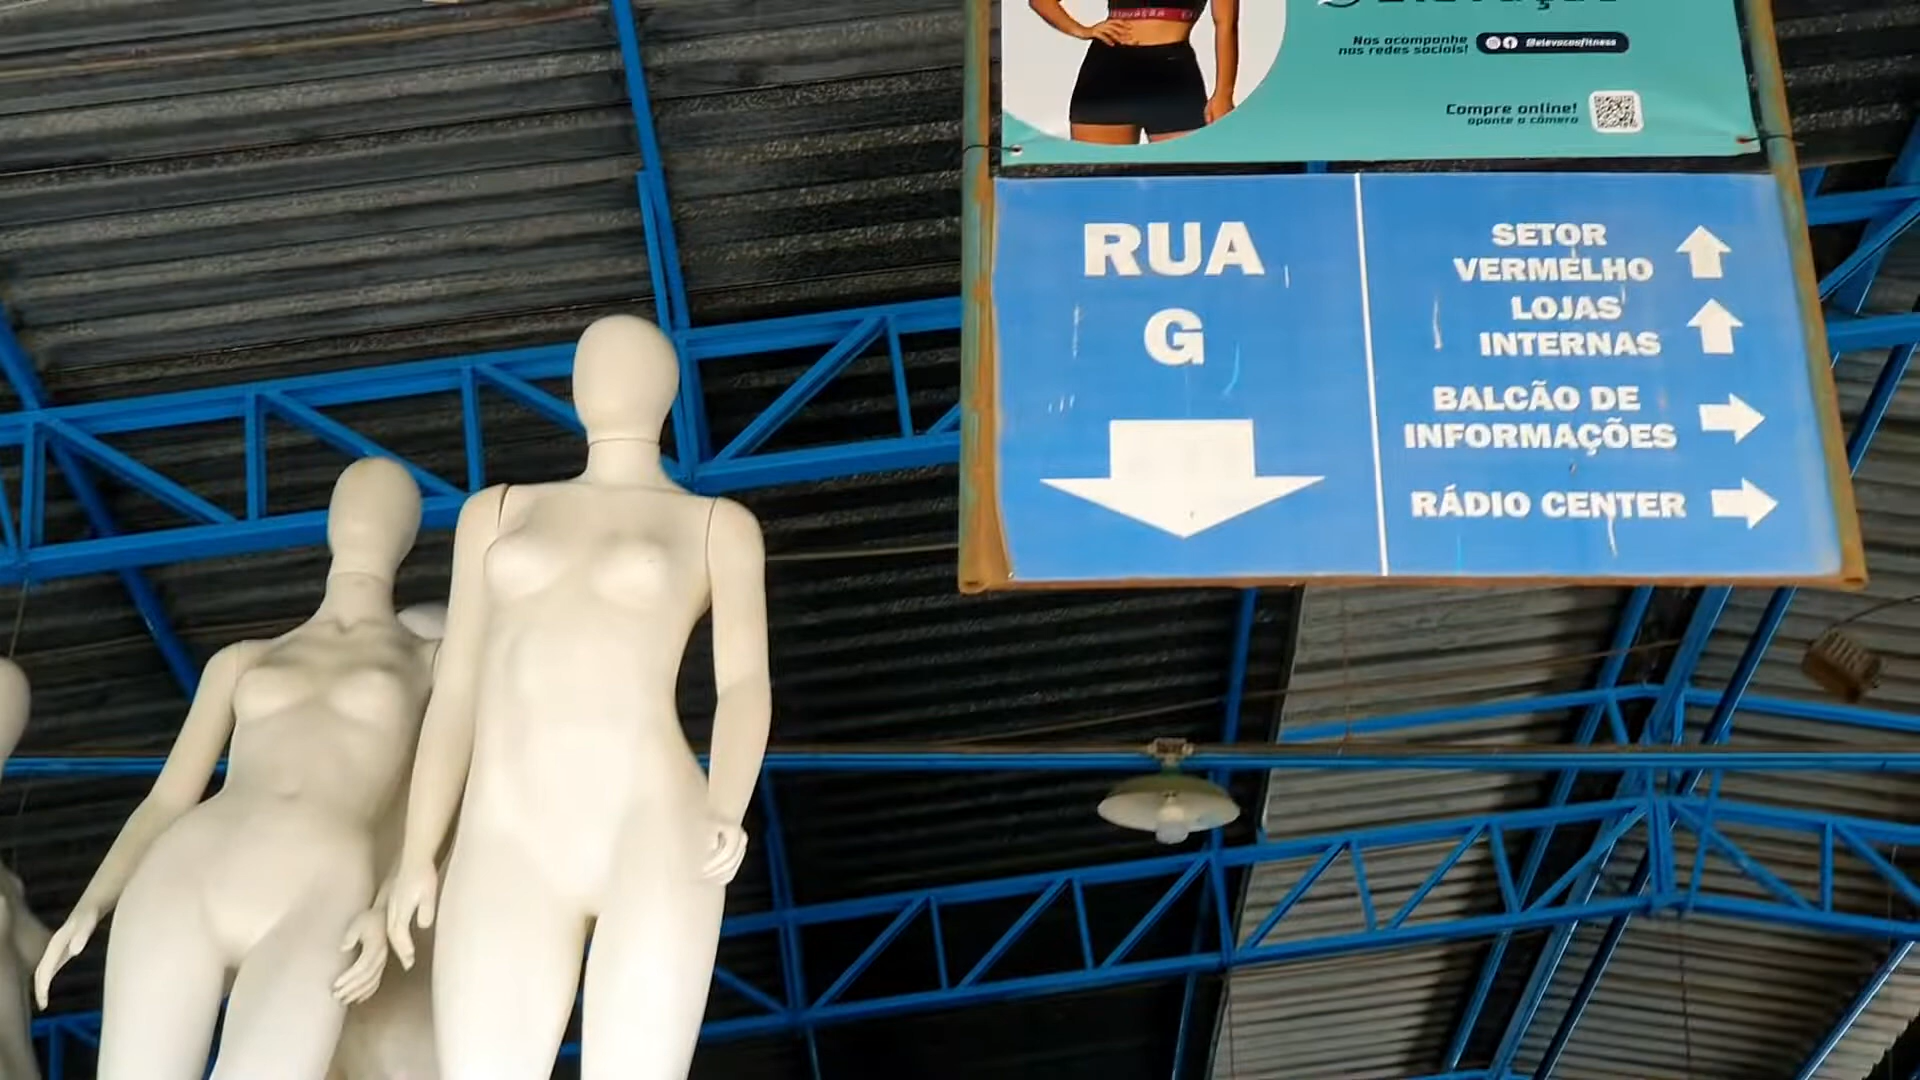 Nos acompanhe
nas redes sociais!
@elevacaofitness
Compre online!
aponte a câmera
RUA
G
SETOR
VERMELHO
LOJAS
INTERNAS
BALCÃO DE
INFORMAÇÕES
RÁDIO CENTER